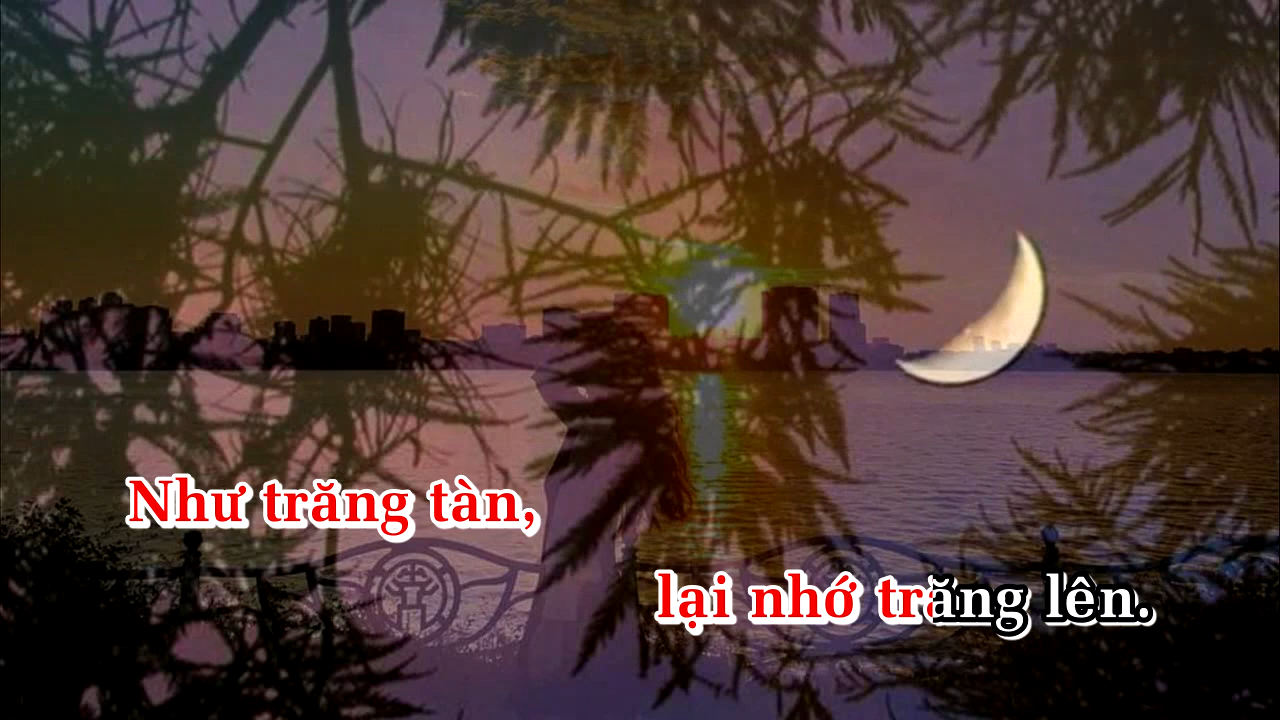 Như trăng tàn,
lại nhớ trăng lên.